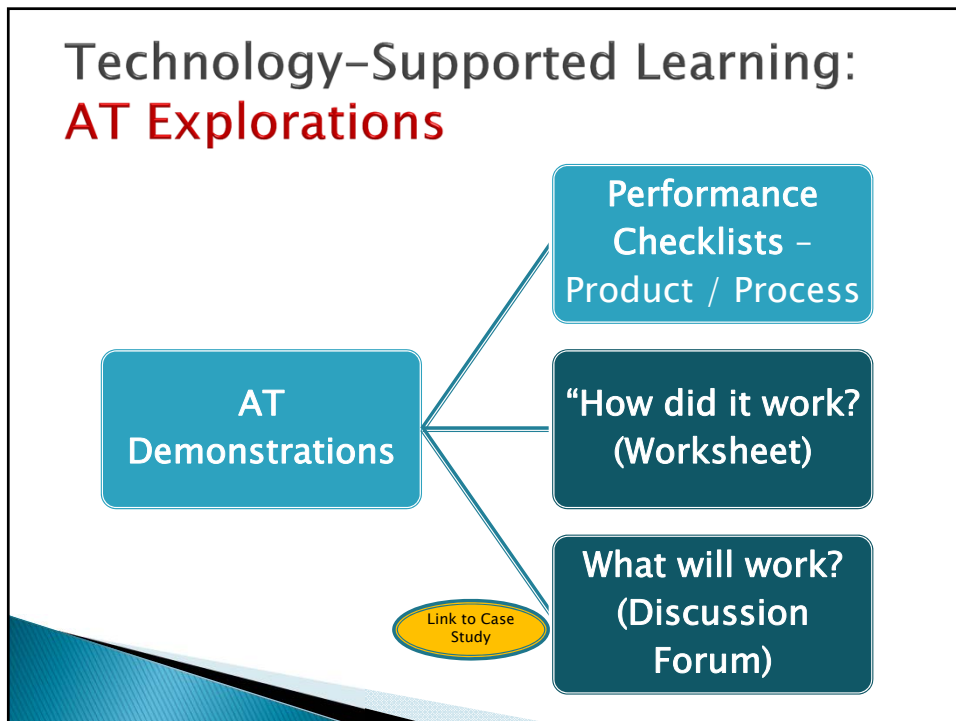 Technology-Supported Learning:
AT Explorations
Performance
Checklists –
Product / Process
AT
Demonstrations
“How did it work?
(Worksheet)
What will work?
(Discussion
Forum)
Link to Case
Study